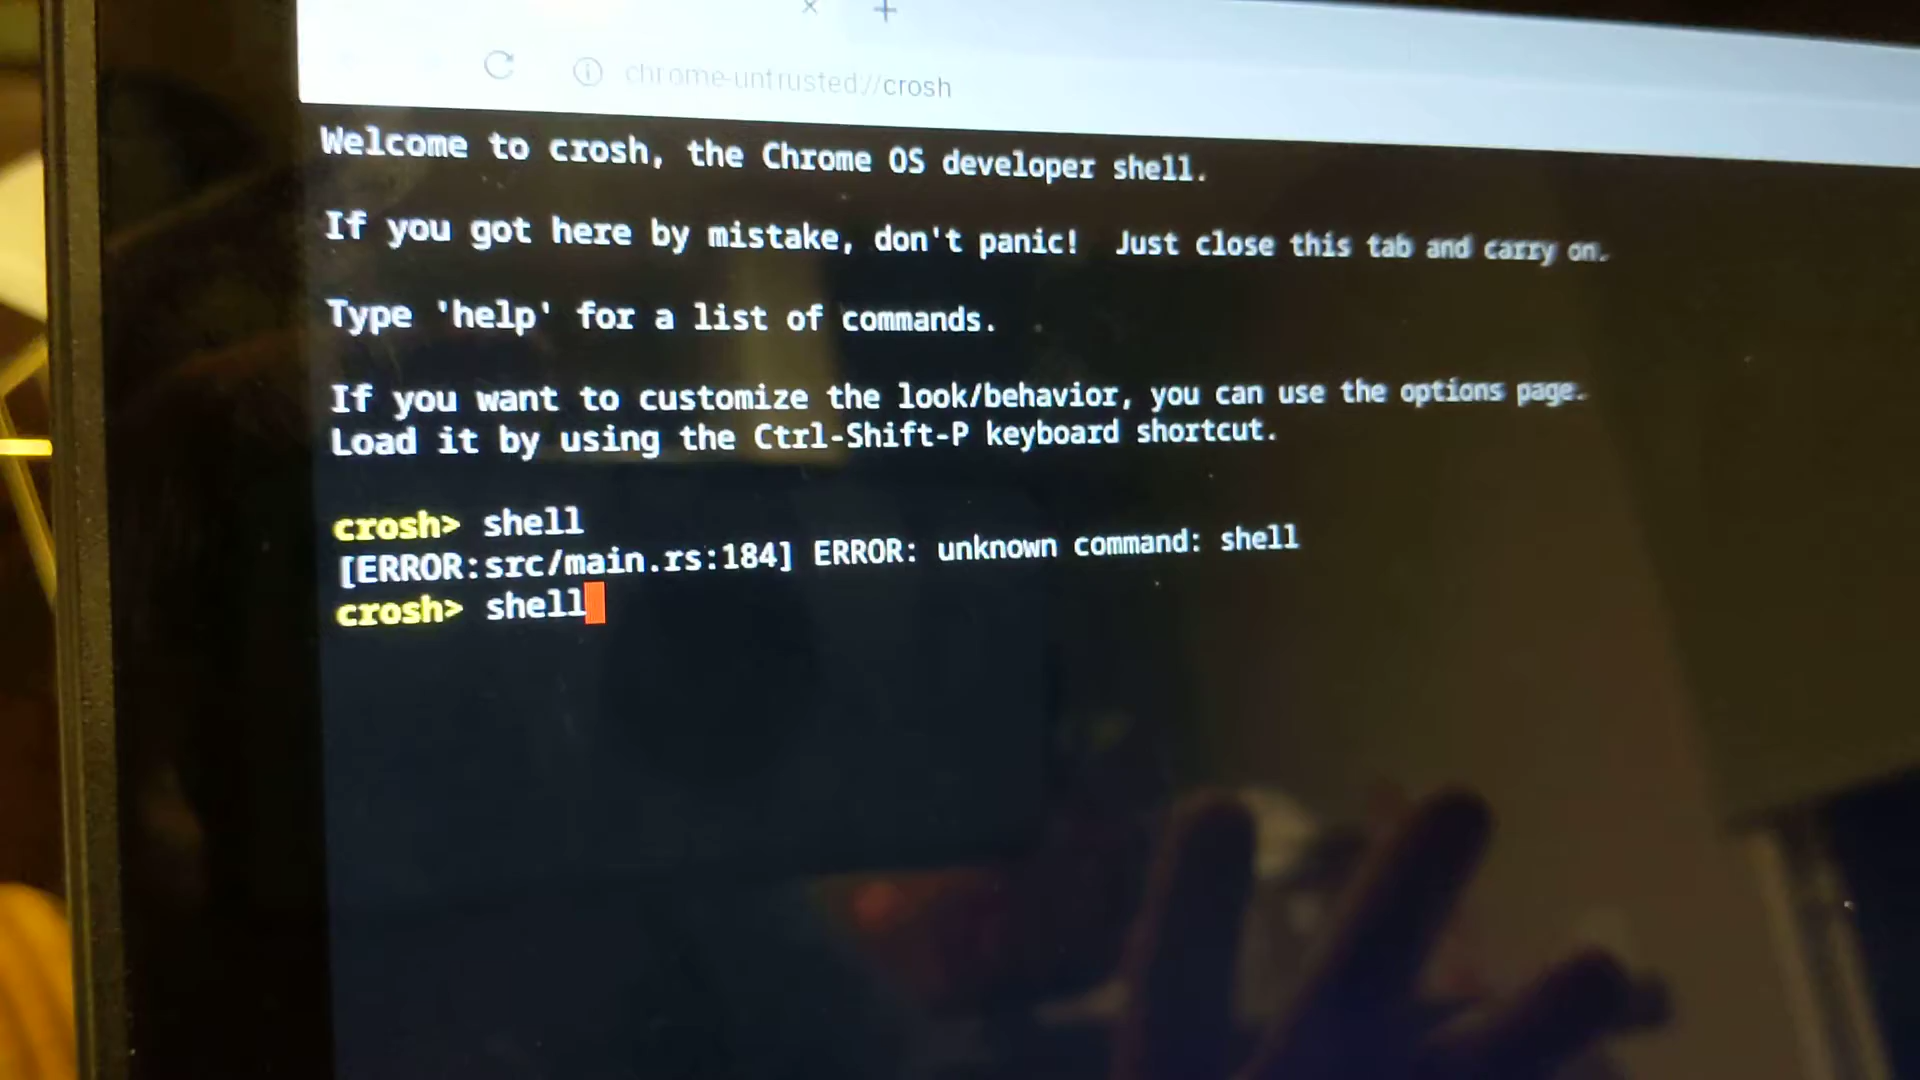 chrome-untrusted://crosh
Welcome to crosh, the Chrome OS developer shell.
If you got here by mistake, don't panic!  Just close this tab and carry on.
Type 'help' for a list of commands.
If you want to customize the look/behavior, you can use the options page.
Load it by using the Ctrl-Shift-P keyboard shortcut.
crosh> shell
[ERROR:src/main.rs:184] ERROR: unknown command: shell
crosh> shell